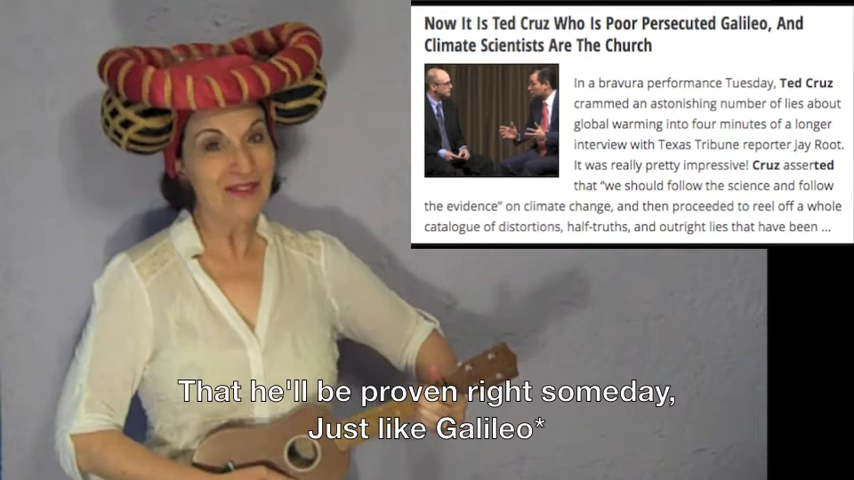 Now It Is Ted Cruz Who Is Poor Persecuted Galileo, And
Climate Scientists Are The Church
In a bravura performance Tuesday, Ted Cruz
crammed an astonishing number of lies about
global warming into four minutes of a longer
interview with Texas Tribune reporter Jay Root.
It was really pretty impressive! Cruz asserted
that “we should follow the science and follow
the evidence” on climate change, and then proceeded to reel off a whole
catalogue of distortions, half-truths, and outright lies that have been ...
That he'll be proven right someday,
Just like Galileo*